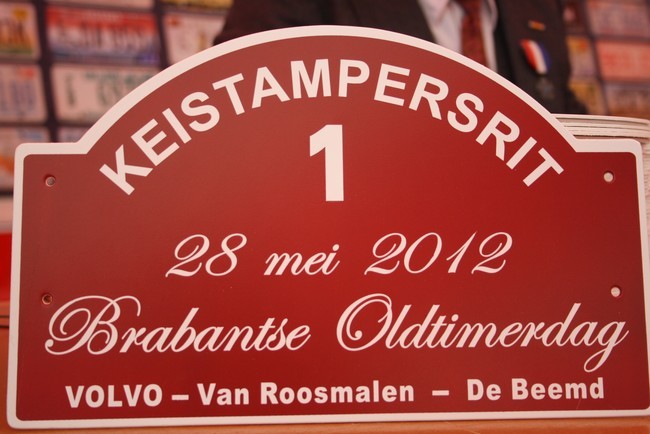 KEISTAMPERSRIT
1
28 mei 2012
Brabantse Oldtimerdag
VOLVO – Van Roosmalen – De Beemd